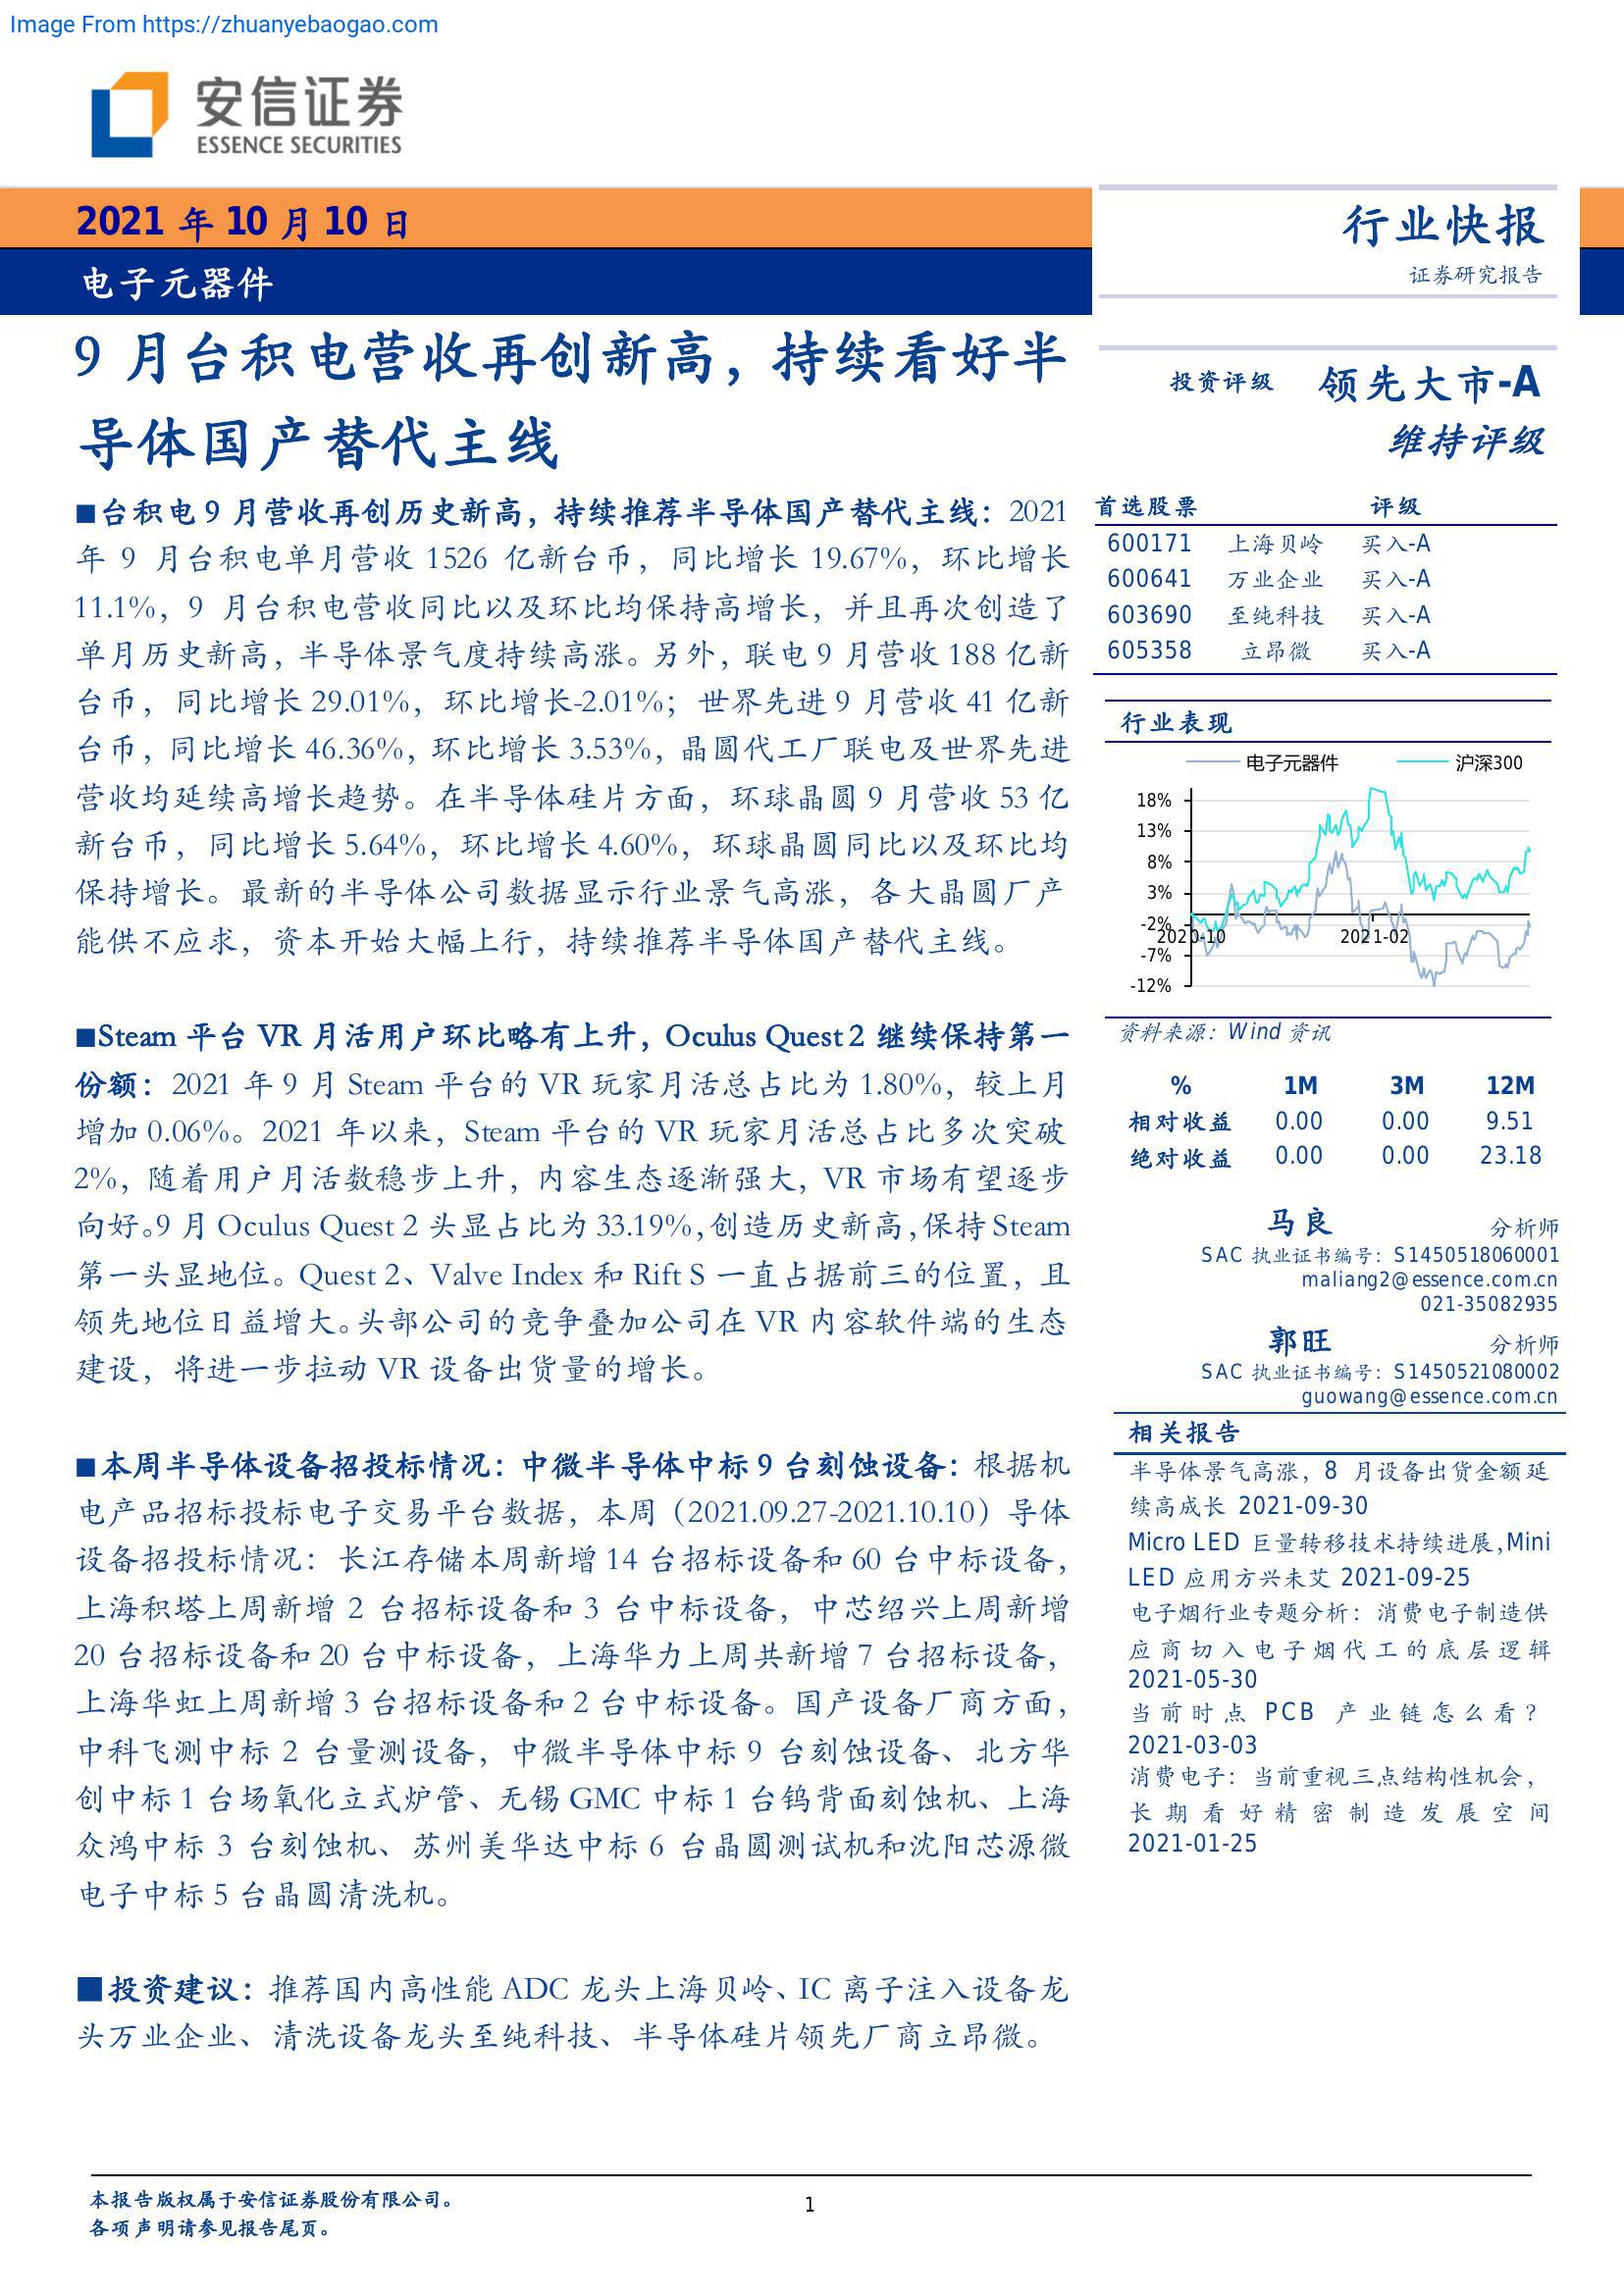 Image From https://zhuanyebaogao.com
安信证券
ESSENCE SECURITIES
2021 年 10 月 10 日
电子元器件
行业快报
证券研究报告
9 月台积电营收再创新高，持续看好半
导体国产替代主线
■台积电 9 月营收再创历史新高，持续推荐半导体国产替代主线：2021
年 9 月台积电单月营收 1526 亿新台币，同比增长 19.67%，环比增长
11.1%，9 月台积电营收同比以及环比均保持高增长，并且再次创造了
单月历史新高，半导体景气度持续高涨。另外，联电 9 月营收 188 亿新
台币，同比增长 29.01%，环比增长-2.01%；世界先进 9 月营收 41 亿新
台币，同比增长 46.36%，环比增长 3.53%，晶圆代工厂联电及世界先进
营收均延续高增长趋势。在半导体硅片方面，环球晶圆 9 月营收 53 亿
新台币，同比增长 5.64%，环比增长 4.60%，环球晶圆同比以及环比均
保持增长。最新的半导体公司数据显示行业景气高涨，各大晶圆厂产
能供不应求，资本开始大幅上行，持续推荐半导体国产替代主线。
■Steam 平台 VR 月活用户环比略有上升，Oculus Quest 2 继续保持第一
份额：2021 年 9 月 Steam 平台的 VR 玩家月活总占比为 1.80%，较上月
增加 0.06%。2021 年以来，Steam 平台的 VR 玩家月活总占比多次突破
2%，随着用户月活数稳步上升，内容生态逐渐强大，VR 市场有望逐步
向好。9 月 Oculus Quest 2 头显占比为 33.19%，创造历史新高，保持 Steam
第一头显地位。Quest 2、Valve Index 和 Rift S 一直占据前三的位置，且
领先地位日益增大。头部公司的竞争叠加公司在 VR 内容软件端的生态
建设，将进一步拉动 VR 设备出货量的增长。
■本周半导体设备招投标情况：中微半导体中标 9 台刻蚀设备：根据机
电产品招标投标电子交易平台数据，本周（2021.09.27-2021.10.10）导体
设备招投标情况：长江存储本周新增 14 台招标设备和 60 台中标设备，
上海积塔上周新增 2 台招标设备和 3 台中标设备，中芯绍兴上周新增
20 台招标设备和 20 台中标设备，上海华力上周共新增 7 台招标设备，
上海华虹上周新增 3 台招标设备和 2 台中标设备。国产设备厂商方面，
中科飞测中标 2 台量测设备，中微半导体中标 9 台刻蚀设备、北方华
创中标 1 台场氧化立式炉管、无锡 GMC 中标 1 台钨背面刻蚀机、上海
众鸿中标 3 台刻蚀机、苏州美华达中标 6 台晶圆测试机和沈阳芯源微
电子中标 5 台晶圆清洗机。
■投资建议：推荐国内高性能 ADC 龙头上海贝岭、IC 离子注入设备龙
头万业企业、清洗设备龙头至纯科技、半导体硅片领先厂商立昂微。
投资评级 领先大市-A
维持评级
首选股票 评级
600171 上海贝岭 买入-A
600641 万业企业 买入-A
603690 至纯科技 买入-A
605358 立昂微 买入-A
行业表现
电子元器件 沪深300
18%
13%
8%
3%
-2%
2020-10 2021-02
-7%
-12%
资料来源：Wind 资讯
% 1M 3M 12M
相对收益 0.00 0.00 9.51
绝对收益 0.00 0.00 23.18
马良 分析师
SAC 执业证书编号：S1450518060001
maliang2@essence.com.cn
021-35082935
郭旺 分析师
SAC 执业证书编号：S1450521080002
guowang@essence.com.cn
相关报告
半导体景气高涨，8 月设备出货金额延
续高成长 2021-09-30
Micro LED 巨量转移技术持续进展，Mini
LED 应用方兴未艾 2021-09-25
电子烟行业专题分析：消费电子制造供
应商切入电子烟代工的底层逻辑
2021-05-30
当前时点 PCB 产业链怎么看？
2021-03-03
消费电子：当前重视三点结构性机会，
长期看好精密制造发展空间
2021-01-25
本报告版权属于安信证券股份有限公司。
各项声明请参见报告尾页。
1